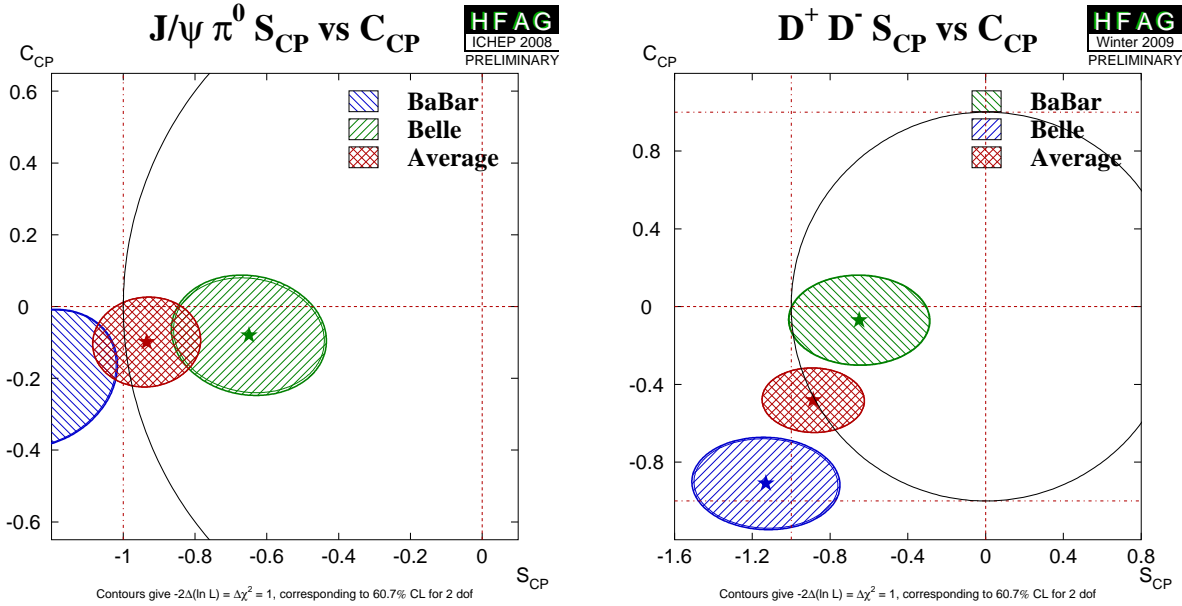 J/ψ π⁰ S_CP vs C_CP
HFAG
ICHEP 2008
PRELIMINARY
C_CP
BaBar
Belle
Average
0.6
0.4
0.2
0
-0.2
-0.4
-0.6
-1 -0.8 -0.6 -0.4 -0.2 0
S_CP
Contours give -2Δ(ln L) = Δχ² = 1, corresponding to 60.7% CL for 2 dof
D⁺ D⁻ S_CP vs C_CP
HFAG
Winter 2009
PRELIMINARY
C_CP
BaBar
Belle
Average
0.8
0.4
0
-0.4
-0.8
-1.6 -1.2 -0.8 -0.4 0 0.4 0.8
S_CP
Contours give -2Δ(ln L) = Δχ² = 1, corresponding to 60.7% CL for 2 dof